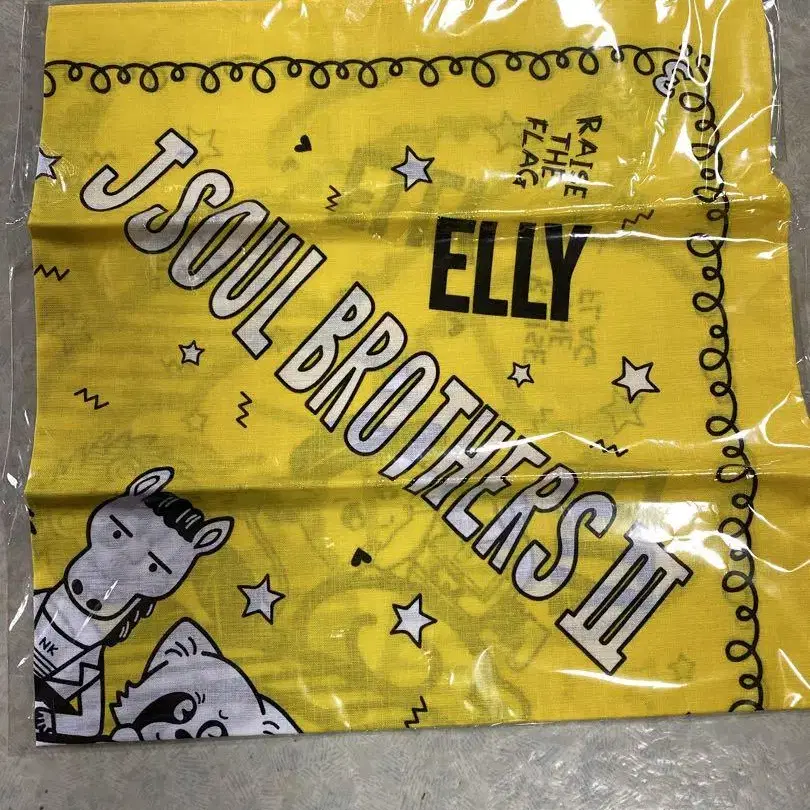 RAISE
THE
FLAG
ELLY
J SOUL BROTHERS III
NK